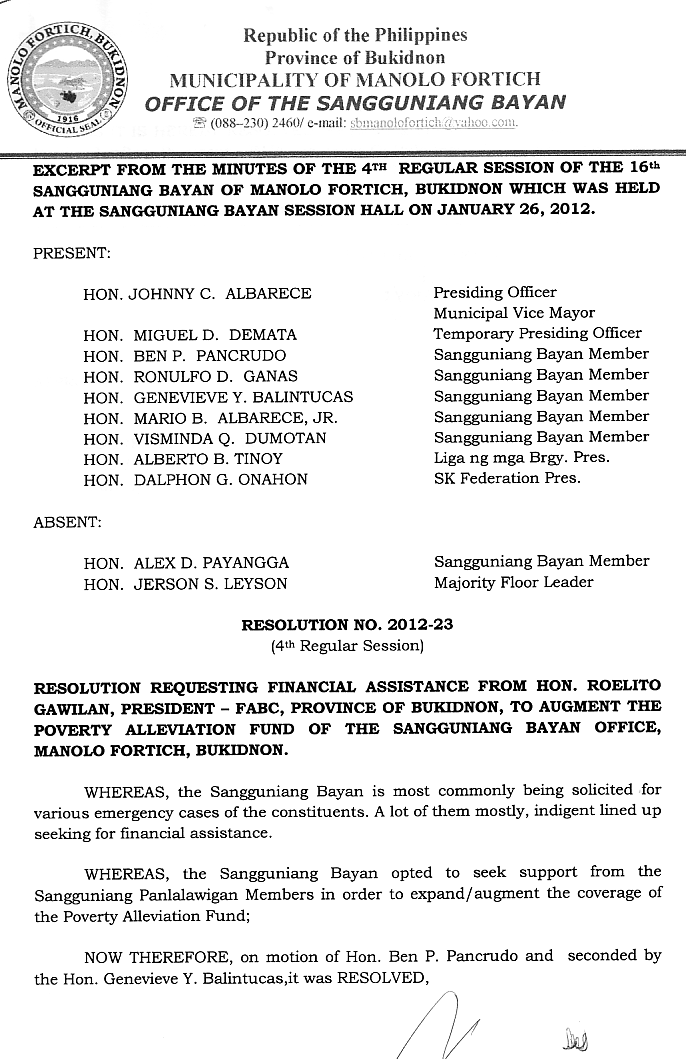 MANOLO FORTICH, BUKIDNON
1916
OFFICIAL SEAL
Republic of the Philippines
Province of Bukidnon
MUNICIPALITY OF MANOLO FORTICH
OFFICE OF THE SANGGUNIANG BAYAN
☏ (088–230) 2460/ e-mail: sbmanolofortich@yahoo.com.
EXCERPT FROM THE MINUTES OF THE 4TH REGULAR SESSION OF THE 16th
SANGGUNIANG BAYAN OF MANOLO FORTICH, BUKIDNON WHICH WAS HELD
AT THE SANGGUNIANG BAYAN SESSION HALL ON JANUARY 26, 2012.
PRESENT:
HON. JOHNNY C. ALBARECE Presiding Officer
Municipal Vice Mayor
HON. MIGUEL D. DEMATA Temporary Presiding Officer
HON. BEN P. PANCRUDO Sangguniang Bayan Member
HON. RONULFO D. GANAS Sangguniang Bayan Member
HON. GENEVIEVE Y. BALINTUCAS Sangguniang Bayan Member
HON. MARIO B. ALBARECE, JR. Sangguniang Bayan Member
HON. VISMINDA Q. DUMOTAN Sangguniang Bayan Member
HON. ALBERTO B. TINOY Liga ng mga Brgy. Pres.
HON. DALPHON G. ONAHON SK Federation Pres.
ABSENT:
HON. ALEX D. PAYANGGA Sangguniang Bayan Member
HON. JERSON S. LEYSON Majority Floor Leader
RESOLUTION NO. 2012-23
(4th Regular Session)
RESOLUTION REQUESTING FINANCIAL ASSISTANCE FROM HON. ROELITO
GAWILAN, PRESIDENT – FABC, PROVINCE OF BUKIDNON, TO AUGMENT THE
POVERTY ALLEVIATION FUND OF THE SANGGUNIANG BAYAN OFFICE,
MANOLO FORTICH, BUKIDNON.
WHEREAS, the Sangguniang Bayan is most commonly being solicited for
various emergency cases of the constituents. A lot of them mostly, indigent lined up
seeking for financial assistance.
WHEREAS, the Sangguniang Bayan opted to seek support from the
Sangguniang Panlalawigan Members in order to expand/augment the coverage of
the Poverty Alleviation Fund;
NOW THEREFORE, on motion of Hon. Ben P. Pancrudo and seconded by
the Hon. Genevieve Y. Balintucas,it was RESOLVED,